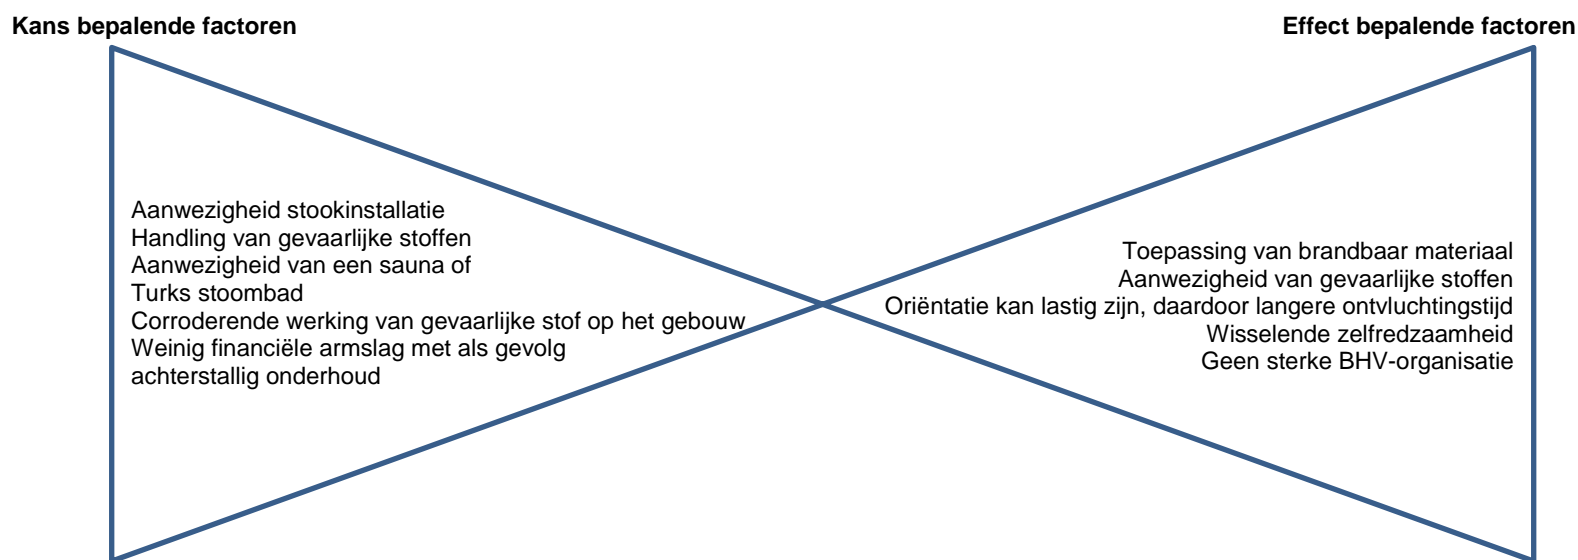 Kans bepalende factoren
Effect bepalende factoren
Aanwezigheid stookinstallatie
Handling van gevaarlijke stoffen
Aanwezigheid van een sauna of
Turks stoombad
Corroderende werking van gevaarlijke stof op het gebouw
Weinig financiële armslag met als gevolg
achterstallig onderhoud
Toepassing van brandbaar materiaal
Aanwezigheid van gevaarlijke stoffen
Oriëntatie kan lastig zijn, daardoor langere ontvluchtingstijd
Wisselende zelfredzaamheid
Geen sterke BHV-organisatie